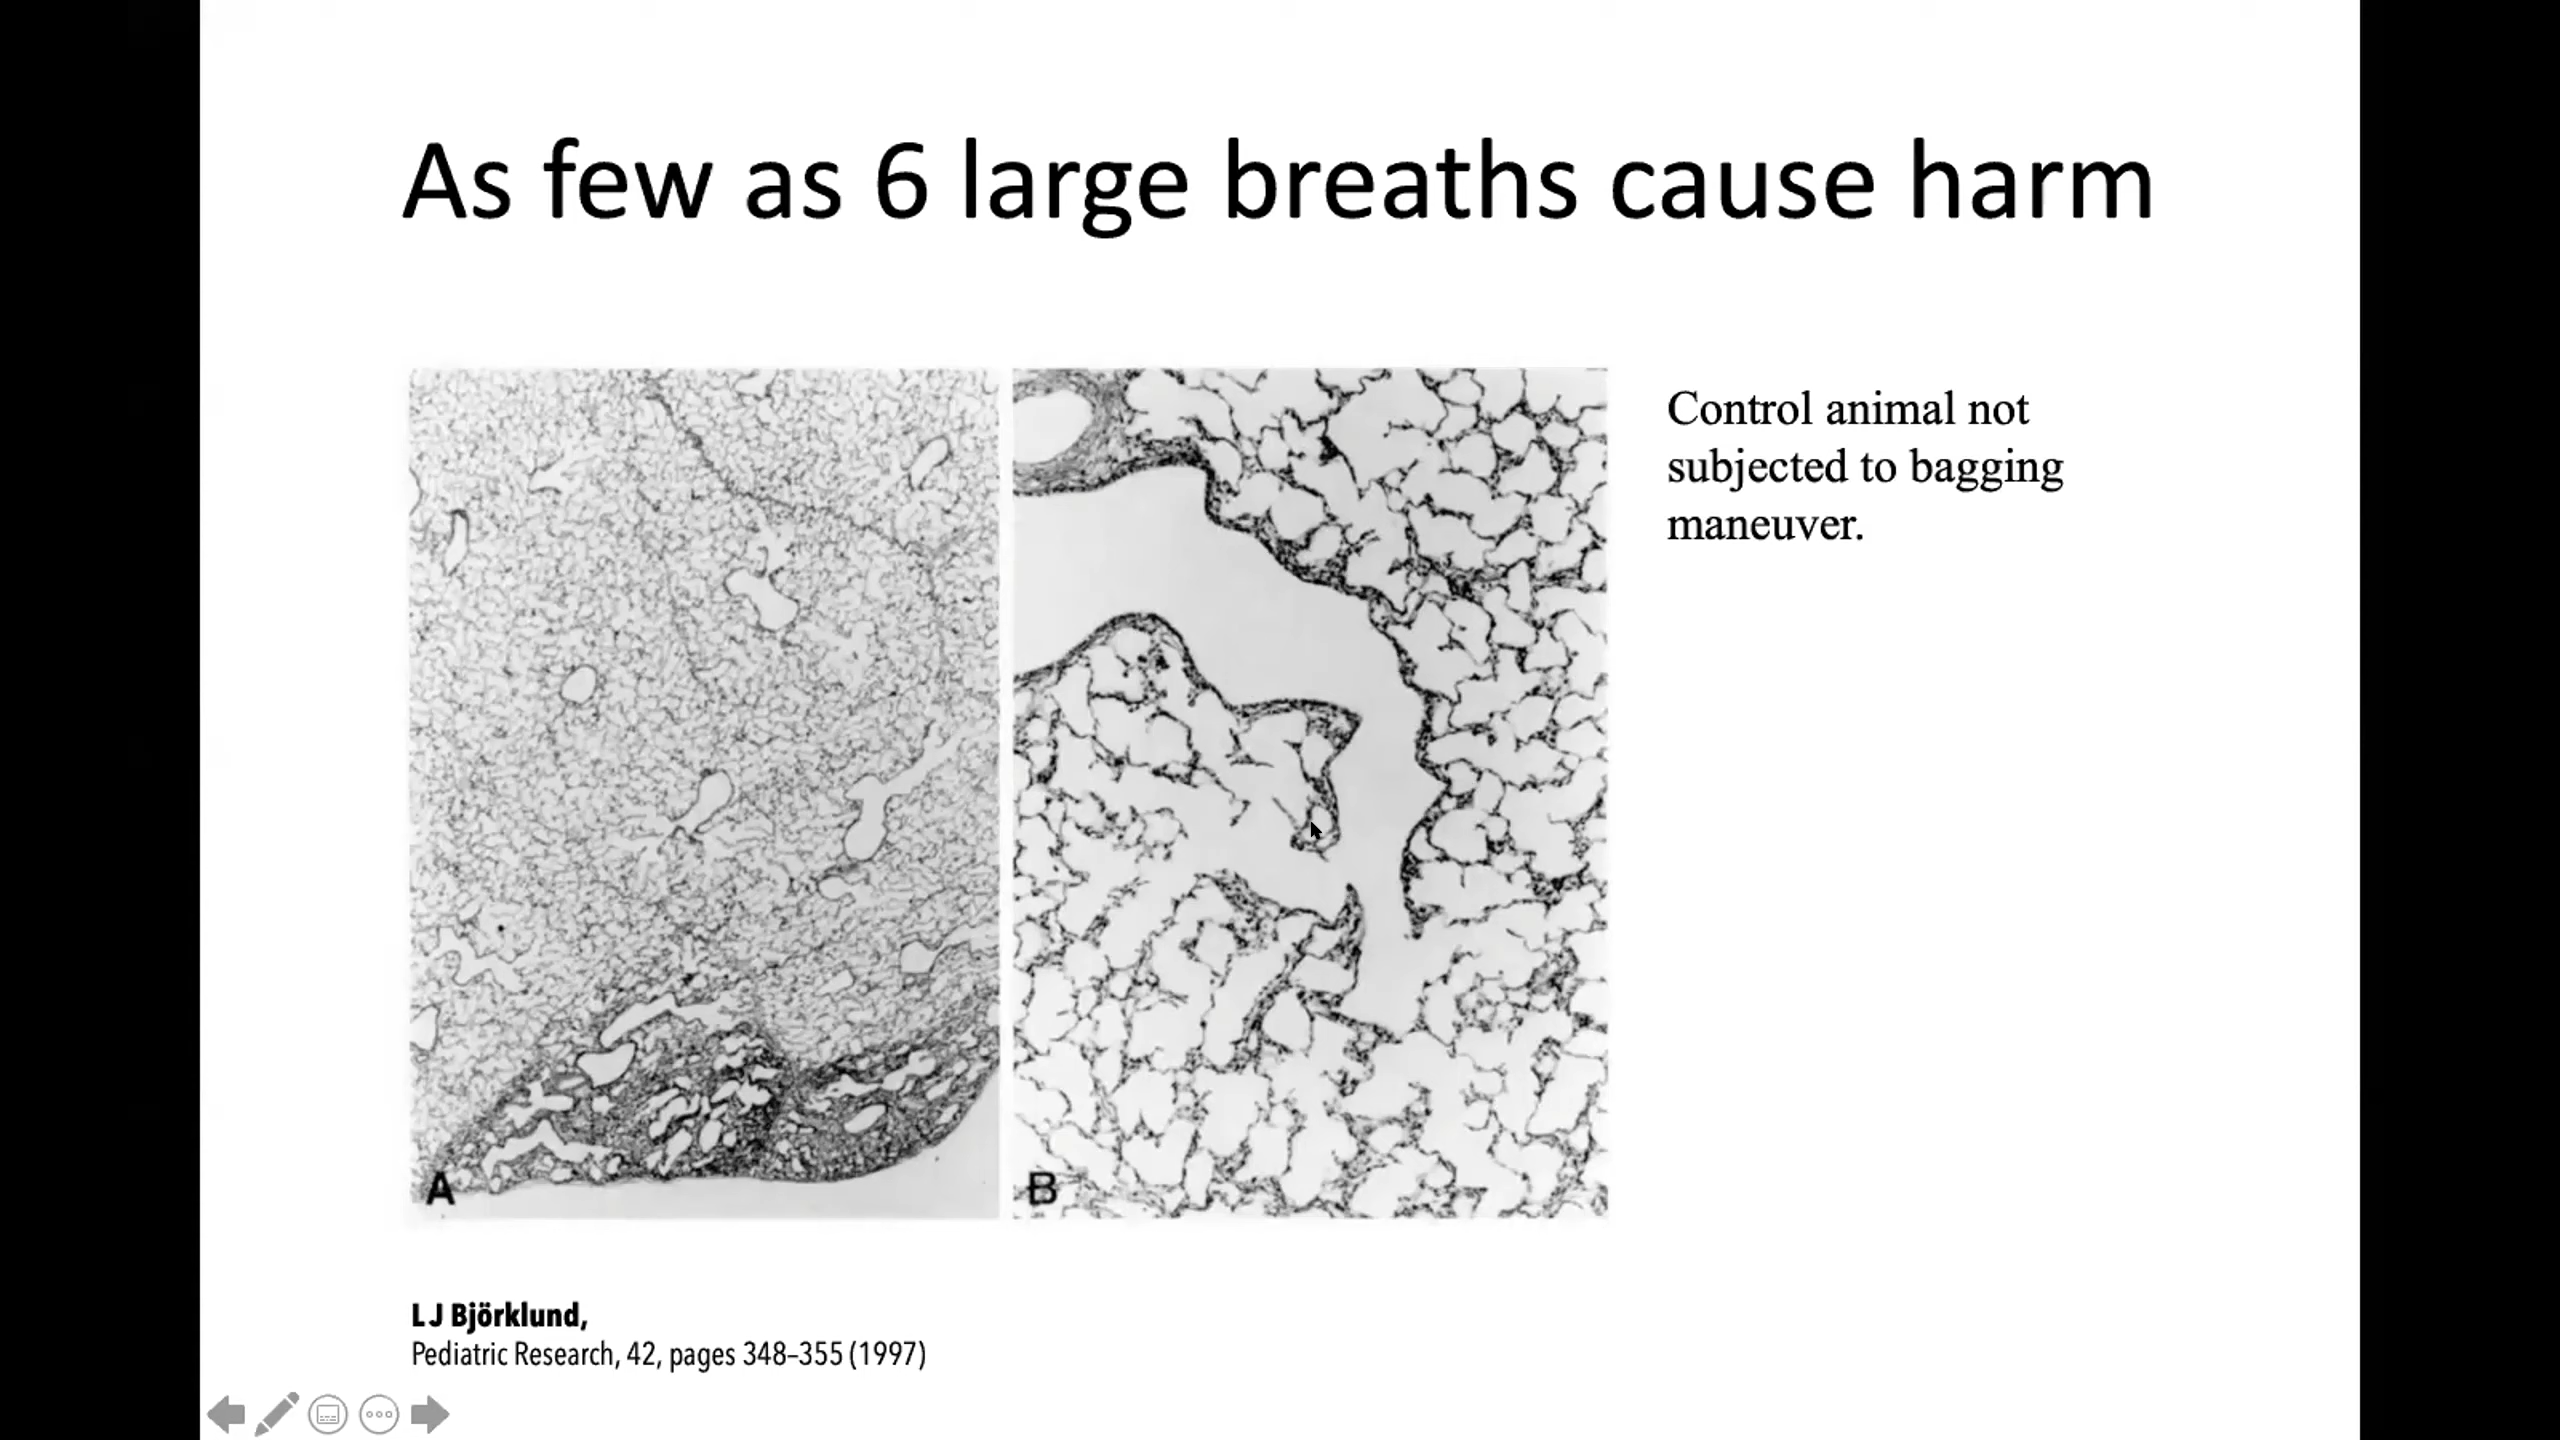 As few as 6 large breaths cause harm
Control animal not
subjected to bagging
maneuver.
A
B
L J Björklund,
Pediatric Research, 42, pages 348–355 (1997)